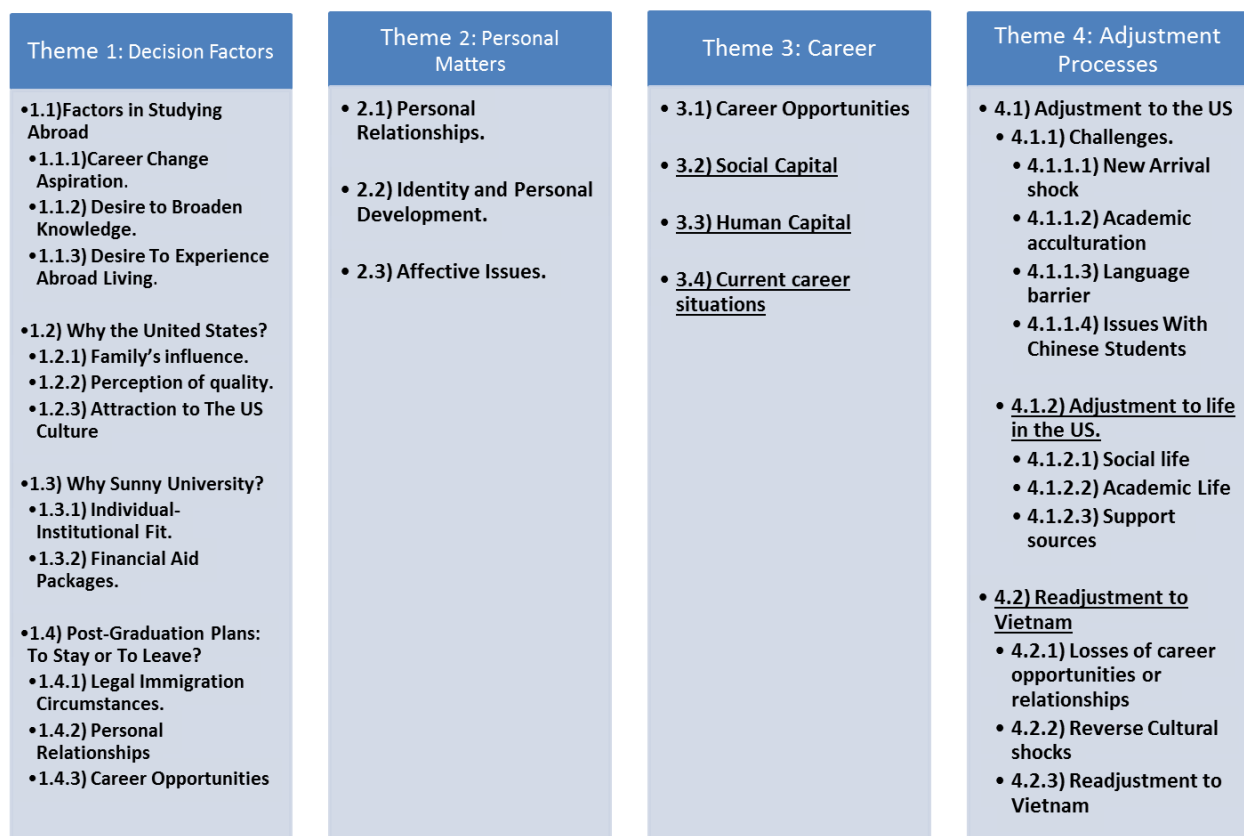 Theme 1: Decision Factors
•1.1)Factors in Studying
Abroad
•1.1.1)Career Change
Aspiration.
•1.1.2) Desire to Broaden
Knowledge.
•1.1.3) Desire To Experience
Abroad Living.
•1.2) Why the United States?
•1.2.1) Family's influence.
•1.2.2) Perception of quality.
•1.2.3) Attraction to The US
Culture
•1.3) Why Sunny University?
•1.3.1) Individual-
Institutional Fit.
•1.3.2) Financial Aid
Packages.
•1.4) Post-Graduation Plans:
To Stay or To Leave?
•1.4.1) Legal Immigration
Circumstances.
•1.4.2) Personal
Relationships
•1.4.3) Career Opportunities
Theme 2: Personal
Matters
• 2.1) Personal
Relationships.
• 2.2) Identity and Personal
Development.
• 2.3) Affective Issues.
Theme 3: Career
• 3.1) Career Opportunities
• 3.2) Social Capital
• 3.3) Human Capital
• 3.4) Current career
situations
Theme 4: Adjustment
Processes
• 4.1) Adjustment to the US
• 4.1.1) Challenges.
• 4.1.1.1) New Arrival
shock
• 4.1.1.2) Academic
acculturation
• 4.1.1.3) Language
barrier
• 4.1.1.4) Issues With
Chinese Students
• 4.1.2) Adjustment to life
in the US.
• 4.1.2.1) Social life
• 4.1.2.2) Academic Life
• 4.1.2.3) Support
sources
• 4.2) Readjustment to
Vietnam
• 4.2.1) Losses of career
opportunities or
relationships
• 4.2.2) Reverse Cultural
shocks
• 4.2.3) Readjustment to
Vietnam